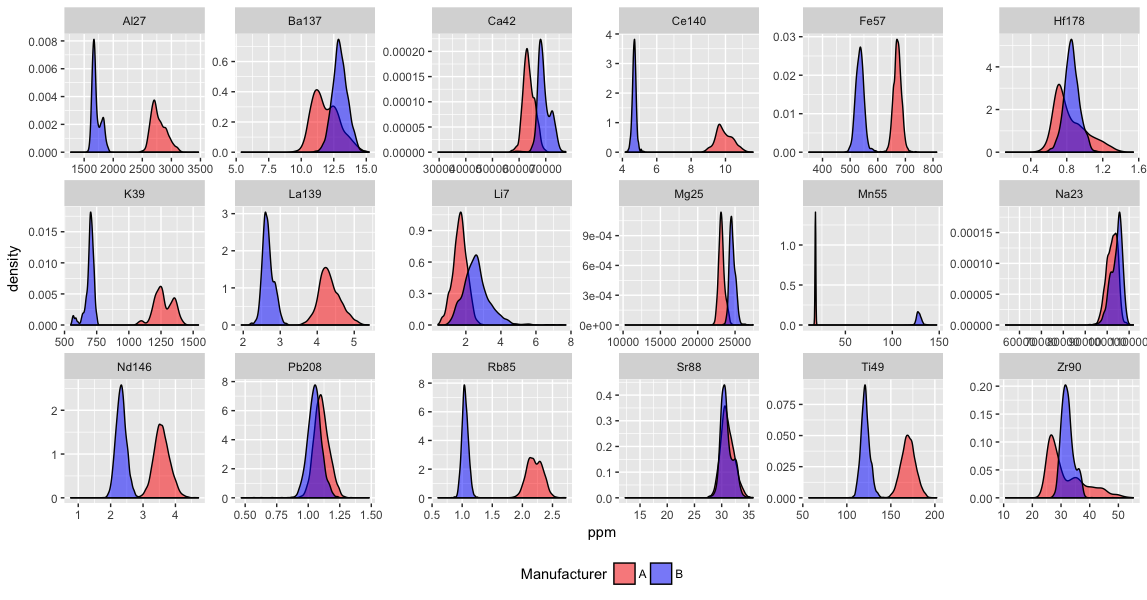 Al27 Ba137 Ca42 Ce140 Fe57 Hf178
0.008 0.006 0.004 0.002 0.000
0.6 0.4 0.2 0.0
0.00020 0.00015 0.00010 0.00005 0.00000
4 3 2 1 0
0.03 0.02 0.01 0.00
4 2 0
1500 2000 2500 3000 3500
5.0 7.5 10.0 12.5 15.0
30000 40000 50000 60000 70000
4 6 8 10
400 500 600 700 800
0.4 0.8 1.2 1.6
K39 La139 Li7 Mg25 Mn55 Na23
0.015 0.010 0.005 0.000
3 2 1 0
0.9 0.6 0.3 0.0
9e-04 6e-04 3e-04 0e+00
1.0 0.5 0.0
0.00015 0.00010 0.00005 0.00000
500 750 1000 1250 1500
2 3 4 5
2 4 6 8
10000 15000 20000 25000
50 100 150
60000 70000 80000 90000
Nd146 Pb208 Rb85 Sr88 Ti49 Zr90
2 1 0
8 6 4 2 0
8 6 4 2 0
0.4 0.3 0.2 0.1 0.0
0.075 0.050 0.025 0.000
0.20 0.15 0.10 0.05 0.00
1 2 3 4
0.50 0.75 1.00 1.25 1.50
0.5 1.0 1.5 2.0 2.5
15 20 25 30 35
50 100 150 200
10 20 30 40 50
density
ppm
Manufacturer A B